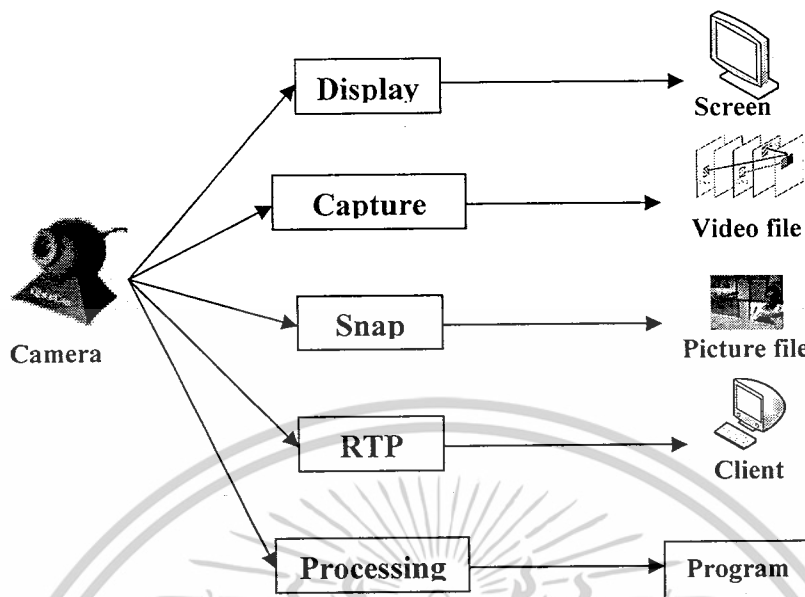 Display
Screen
Capture
Video file
Camera
Snap
Picture file
RTP
Client
Processing
Program